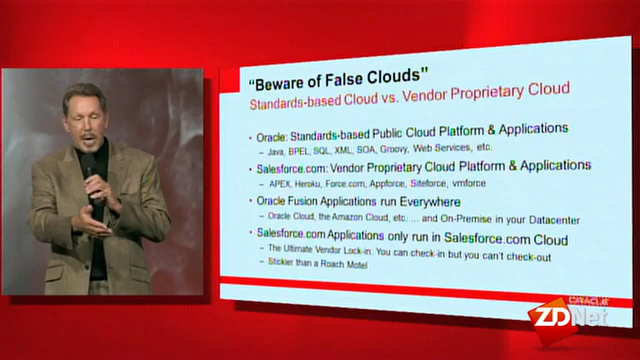 “Beware of False Clouds”
Standards-based Cloud vs. Vendor Proprietary Cloud
• Oracle: Standards-based Public Cloud Platform & Applications
– Java, BPEL, SQL, XML, SOA, Groovy, Web Services, etc.
• Salesforce.com: Vendor Proprietary Cloud Platform & Applications
– APEX, Heroku, Force.com, Appforce, Siteforce, vmforce
• Oracle Fusion Applications run Everywhere
– Oracle Cloud, the Amazon Cloud, etc. ... and On-Premise in your Datacenter
• Salesforce.com Applications only run in Salesforce.com Cloud
– The Ultimate Vendor Lock-in: You can check-in but you can't check-out
– Stickier than a Roach Motel
ORACLE
ZDNet